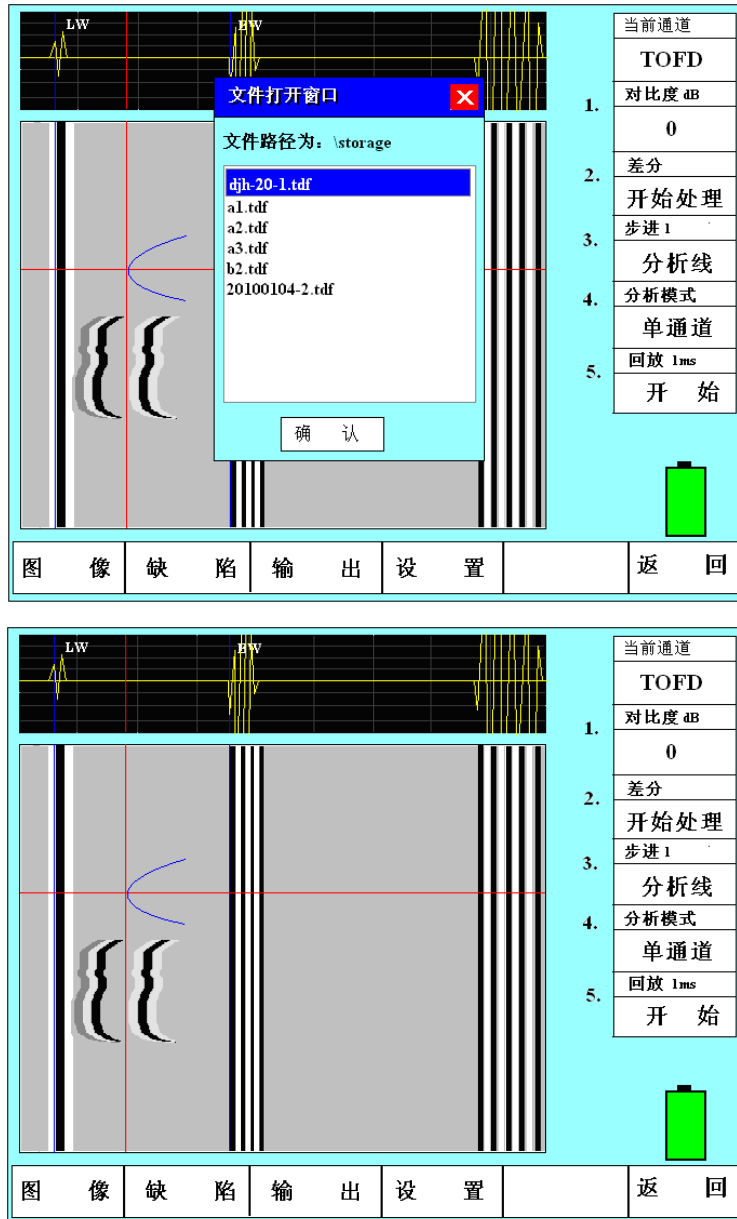 LW
BW
当前通道
TOFD
对比度 dB
1.
0
差分
2.
开始处理
步进 1
3.
分析线
4.
分析模式
单通道
回放 1ms
5.
开 始
文件打开窗口
文件路径为：\storage
djh-20-1.tdf
a1.tdf
a2.tdf
a3.tdf
b2.tdf
20100104-2.tdf
确 认
图 像 缺 陷 输 出 设 置 返 回
LW
BW
当前通道
TOFD
对比度 dB
1.
0
差分
2.
开始处理
步进 1
3.
分析线
4.
分析模式
单通道
回放 1ms
5.
开 始
图 像 缺 陷 输 出 设 置 返 回